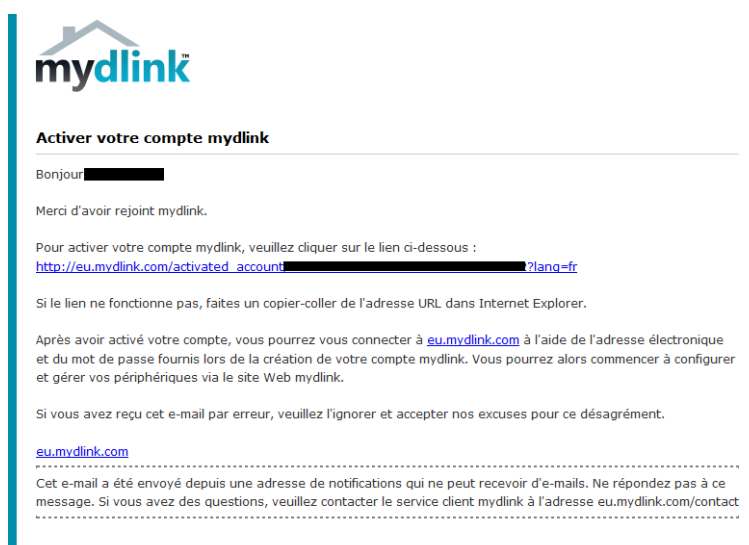 mydlink™
Activer votre compte mydlink
Bonjour
Merci d'avoir rejoint mydlink.
Pour activer votre compte mydlink, veuillez cliquer sur le lien ci-dessous :
http://eu.mydlink.com/activated_account ?lang=fr
Si le lien ne fonctionne pas, faites un copier-coller de l'adresse URL dans Internet Explorer.
Après avoir activé votre compte, vous pourrez vous connecter à eu.mydlink.com à l'aide de l'adresse électronique
et du mot de passe fournis lors de la création de votre compte mydlink. Vous pourrez alors commencer à configurer
et gérer vos périphériques via le site Web mydlink.
Si vous avez reçu cet e-mail par erreur, veuillez l'ignorer et accepter nos excuses pour ce désagrément.
eu.mydlink.com
Cet e-mail a été envoyé depuis une adresse de notifications qui ne peut recevoir d'e-mails. Ne répondez pas à ce
message. Si vous avez des questions, veuillez contacter le service client mydlink à l'adresse eu.mydlink.com/contact